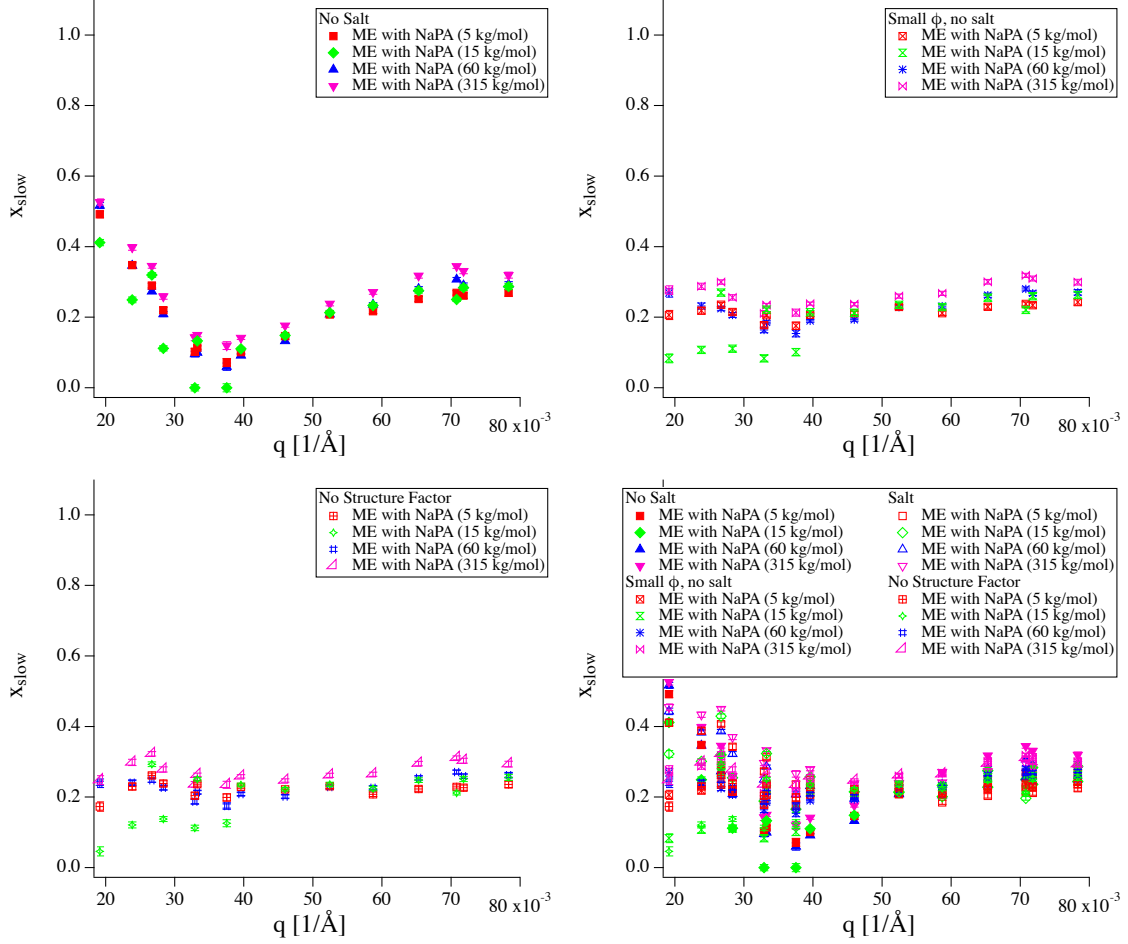 No Salt
ME with NaPA (5 kg/mol)
ME with NaPA (15 kg/mol)
ME with NaPA (60 kg/mol)
ME with NaPA (315 kg/mol)
1.0
0.8
0.6
0.4
0.2
0.0
x_slow
20 30 40 50 60 70 80 x10⁻³
q [1/Å]
Small ϕ, no salt
ME with NaPA (5 kg/mol)
ME with NaPA (15 kg/mol)
ME with NaPA (60 kg/mol)
ME with NaPA (315 kg/mol)
1.0
0.8
0.6
0.4
0.2
0.0
x_slow
20 30 40 50 60 70 80 x10⁻³
q [1/Å]
No Structure Factor
ME with NaPA (5 kg/mol)
ME with NaPA (15 kg/mol)
ME with NaPA (60 kg/mol)
ME with NaPA (315 kg/mol)
1.0
0.8
0.6
0.4
0.2
0.0
x_slow
20 30 40 50 60 70 80 x10⁻³
q [1/Å]
No Salt
ME with NaPA (5 kg/mol)
ME with NaPA (15 kg/mol)
ME with NaPA (60 kg/mol)
ME with NaPA (315 kg/mol)
Small ϕ, no salt
ME with NaPA (5 kg/mol)
ME with NaPA (15 kg/mol)
ME with NaPA (60 kg/mol)
ME with NaPA (315 kg/mol)
Salt
ME with NaPA (5 kg/mol)
ME with NaPA (15 kg/mol)
ME with NaPA (60 kg/mol)
ME with NaPA (315 kg/mol)
No Structure Factor
ME with NaPA (5 kg/mol)
ME with NaPA (15 kg/mol)
ME with NaPA (60 kg/mol)
ME with NaPA (315 kg/mol)
1.0
0.8
0.6
0.4
0.2
0.0
x_slow
20 30 40 50 60 70 80 x10⁻³
q [1/Å]